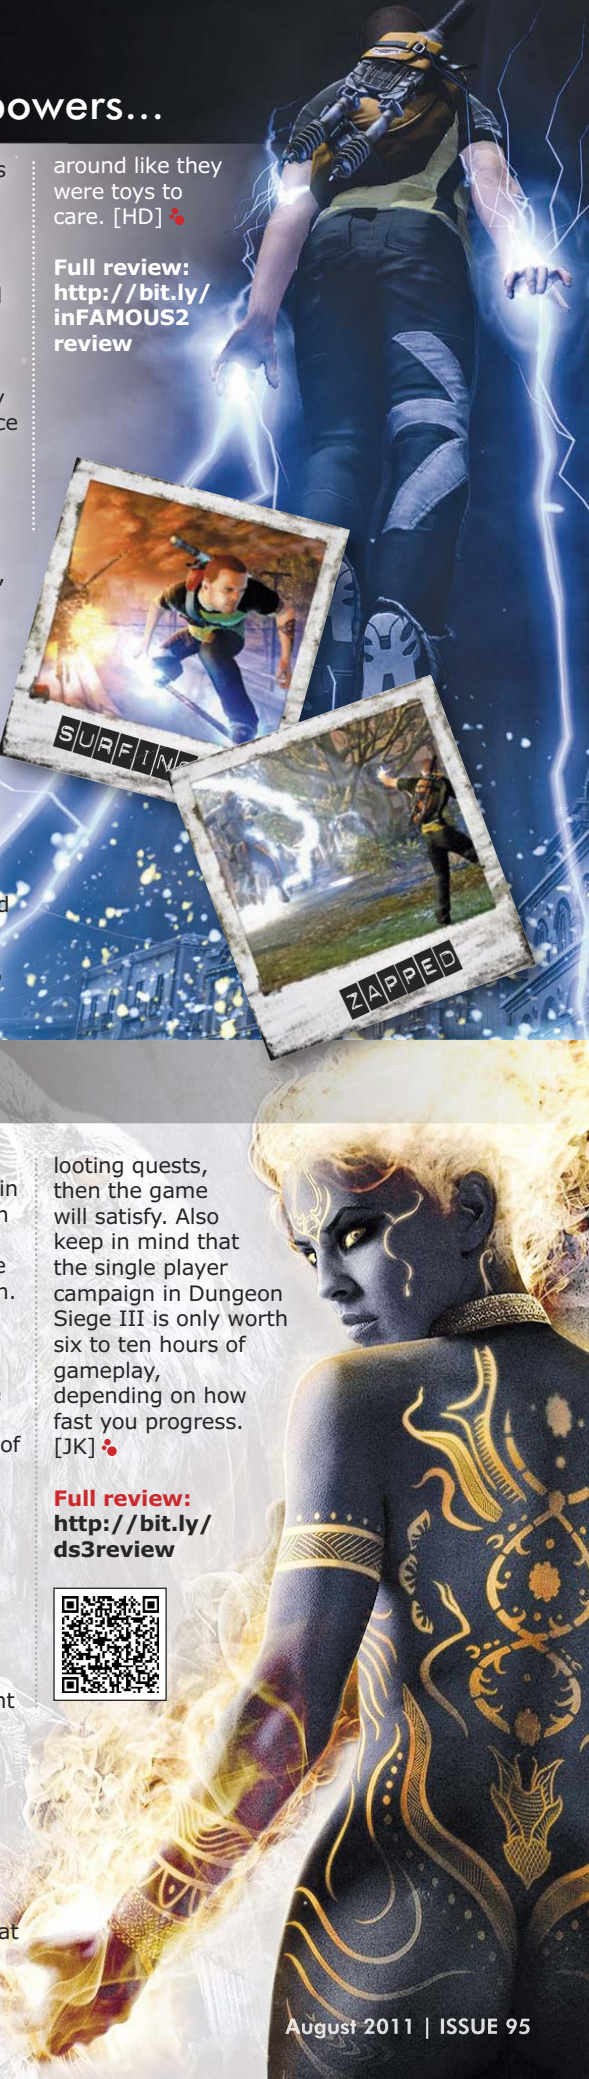 powers...
around like they
were toys to
care. [HD]
Full review:
http://bit.ly/
inFAMOUS2
review
SURFING
ZAPPED
looting quests,
then the game
will satisfy. Also
keep in mind that
the single player
campaign in Dungeon
Siege III is only worth
six to ten hours of
gameplay,
depending on how
fast you progress.
[JK]
Full review:
http://bit.ly/
ds3review
of
at
August 2011 | ISSUE 95